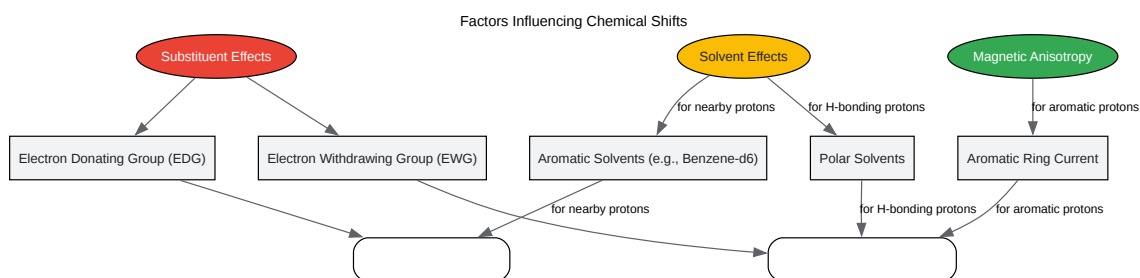 Factors Influencing Chemical Shifts
Substituent Effects
Solvent Effects
Magnetic Anisotropy
for nearby protons
for H-bonding protons
for aromatic protons
Electron Donating Group (EDG)
Electron Withdrawing Group (EWG)
Aromatic Solvents (e.g., Benzene-d6)
Polar Solvents
Aromatic Ring Current
for nearby protons
for H-bonding protons
for aromatic protons